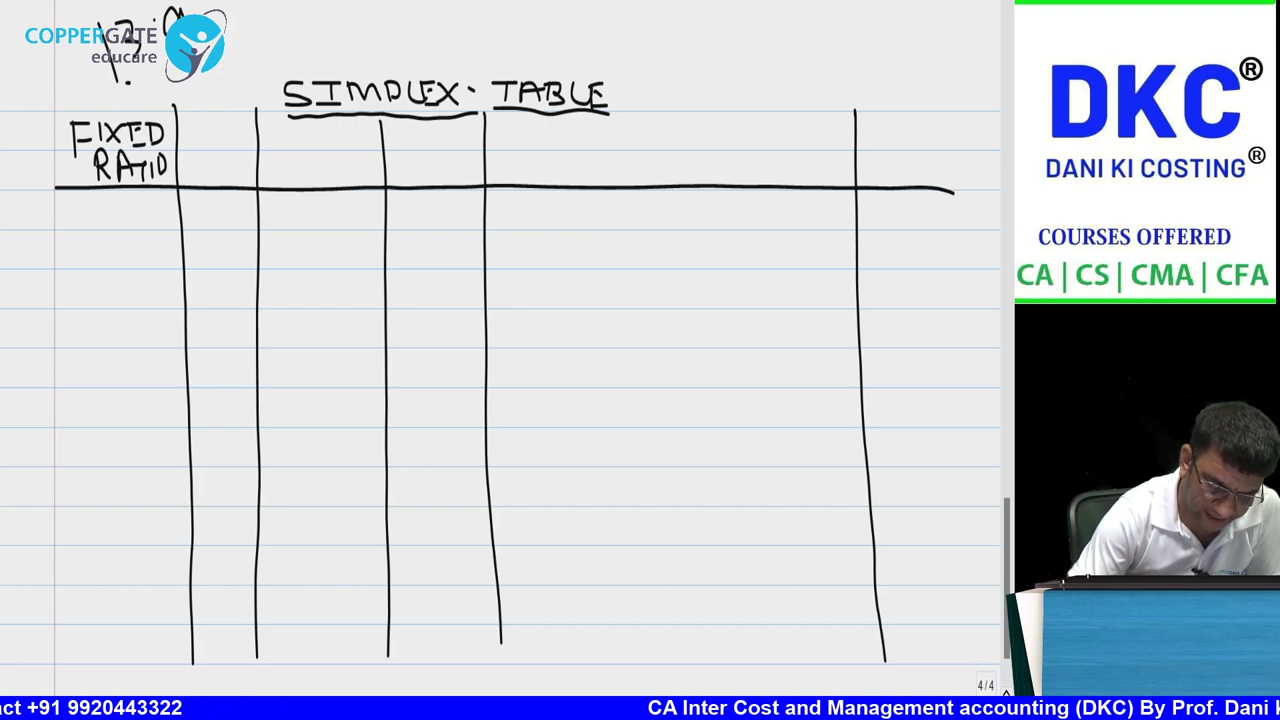 COPPERGATE
educare
SIMPLEX TABLE
FIXED
RATIO
4/4
DKC®
DANI KI COSTING®
COURSES OFFERED
CA | CS | CMA | CFA
act +91 9920443322
CA Inter Cost and Management accounting (DKC) By Prof. Dani